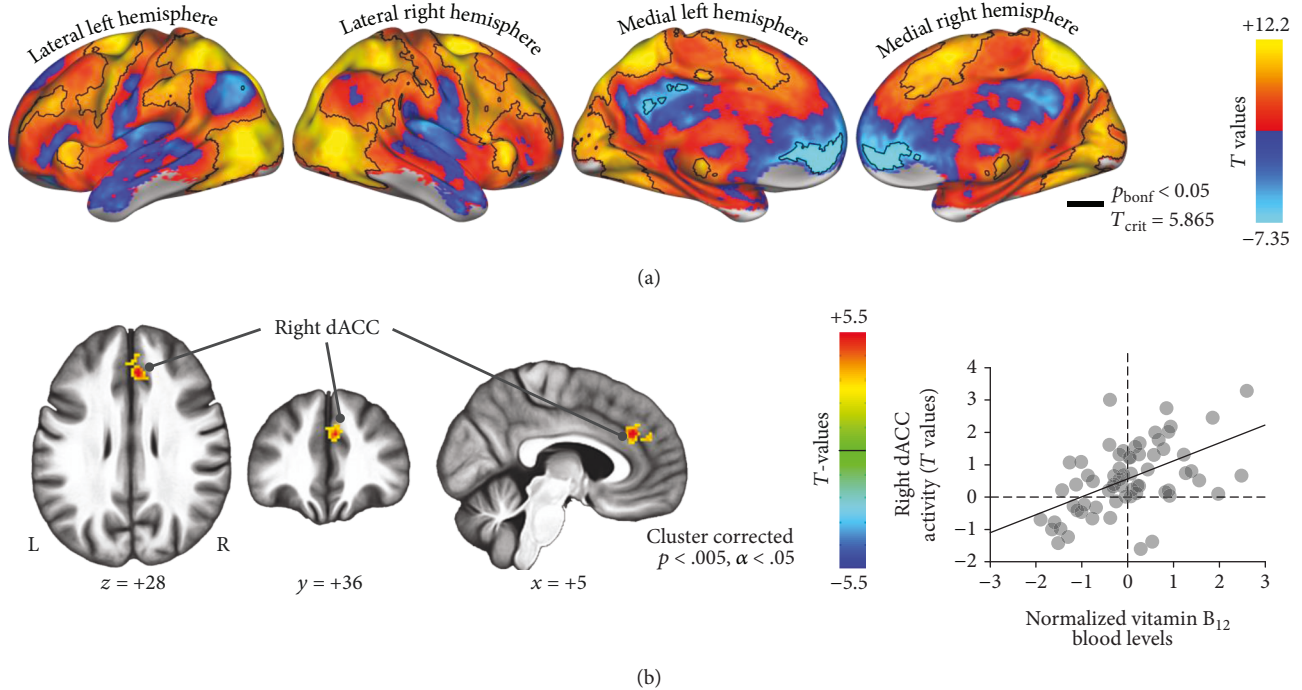 Lateral left hemisphere
Lateral right hemisphere
Medial left hemisphere
Medial right hemisphere
+12.2
T values
−7.35
p_bonf < 0.05
T_crit = 5.865
(a)
Right dACC
L
R
z = +28
y = +36
x = +5
Cluster corrected
p < .005, α < .05
+5.5
T-values
−5.5
Right dACC
activity (T values)
4
3
2
1
0
−1
−2
−3
−2
−1
0
1
2
3
Normalized vitamin B₁₂
blood levels
(b)